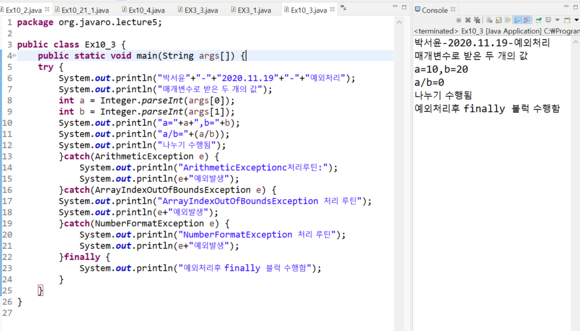 Ex10_2.java
Ex10_21_1.java
Ex10_4.java
EX3_3.java
EX3_1.java
Ex10_3.java
1 package org.javaro.lecture5;
2
3 public class Ex10_3 {
4 public static void main(String args[]) {
5 try {
6 System.out.println("박서윤"+"-"+"2020.11.19"+"-"+"예외처리");
7 System.out.println("매개변수로 받은 두 개의 값");
8 int a = Integer.parseInt(args[0]);
9 int b = Integer.parseInt(args[1]);
10 System.out.println("a="+a+",b="+b);
11 System.out.println("a/b="+(a/b));
12 System.out.println("나누기 수행됨");
13 }catch(ArithmeticException e) {
14 System.out.println("ArithmeticExceptionc처리루틴:");
15 System.out.println(e+"예외발생");
16 }catch(ArrayIndexOutOfBoundsException e) {
17 System.out.println("ArrayIndexOutOfBoundsException 처리 루틴");
18 System.out.println(e+"예외발생");
19 }catch(NumberFormatException e) {
20 System.out.println("NumberFormatException 처리 루틴");
21 System.out.println(e+"예외발생");
22 }finally {
23 System.out.println("예외처리후 finally 블럭 수행함");
24 }
25 }
26 }
27
Console
<terminated> Ex10_3 [Java Application] C:₩Program
박서윤-2020.11.19-예외처리
매개변수로 받은 두 개의 값
a=10,b=20
a/b=0
나누기 수행됨
예외처리후 finally 블럭 수행함